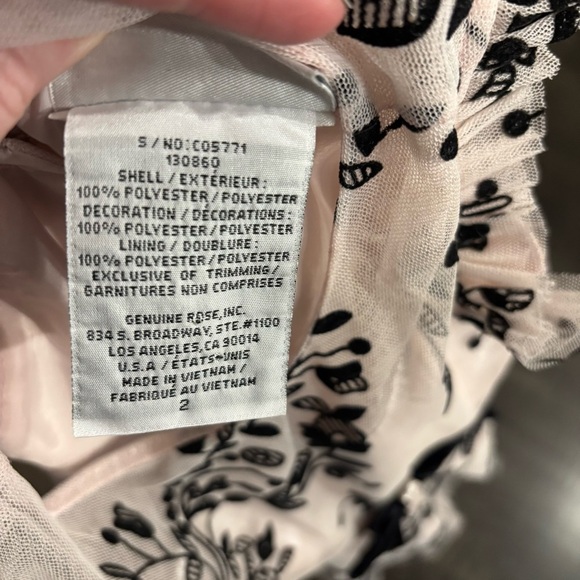 S/NO:C05771
130860
SHELL / EXTÉRIEUR :
100% POLYESTER / POLYESTER
DECORATION / DÉCORATIONS :
100% POLYESTER / POLYESTER
LINING / DOUBLURE :
100% POLYESTER / POLYESTER
EXCLUSIVE OF TRIMMING /
GARNITURES NON COMPRISES
GENUINE ROSE, INC.
834 S. BROADWAY, STE.#1100
LOS ANGELES, CA 90014
U.S.A / ÉTATS-UNIS
MADE IN VIETNAM /
FABRIQUÉ AU VIETNAM
2